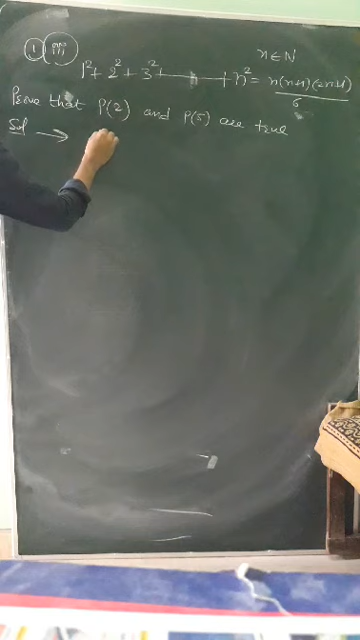 ① (iii)
n ∈ N
1² + 2² + 3² + ——— + n² = n(n+1)(2n+1) / 6
Prove that P(2) and P(5) are true
Sol →